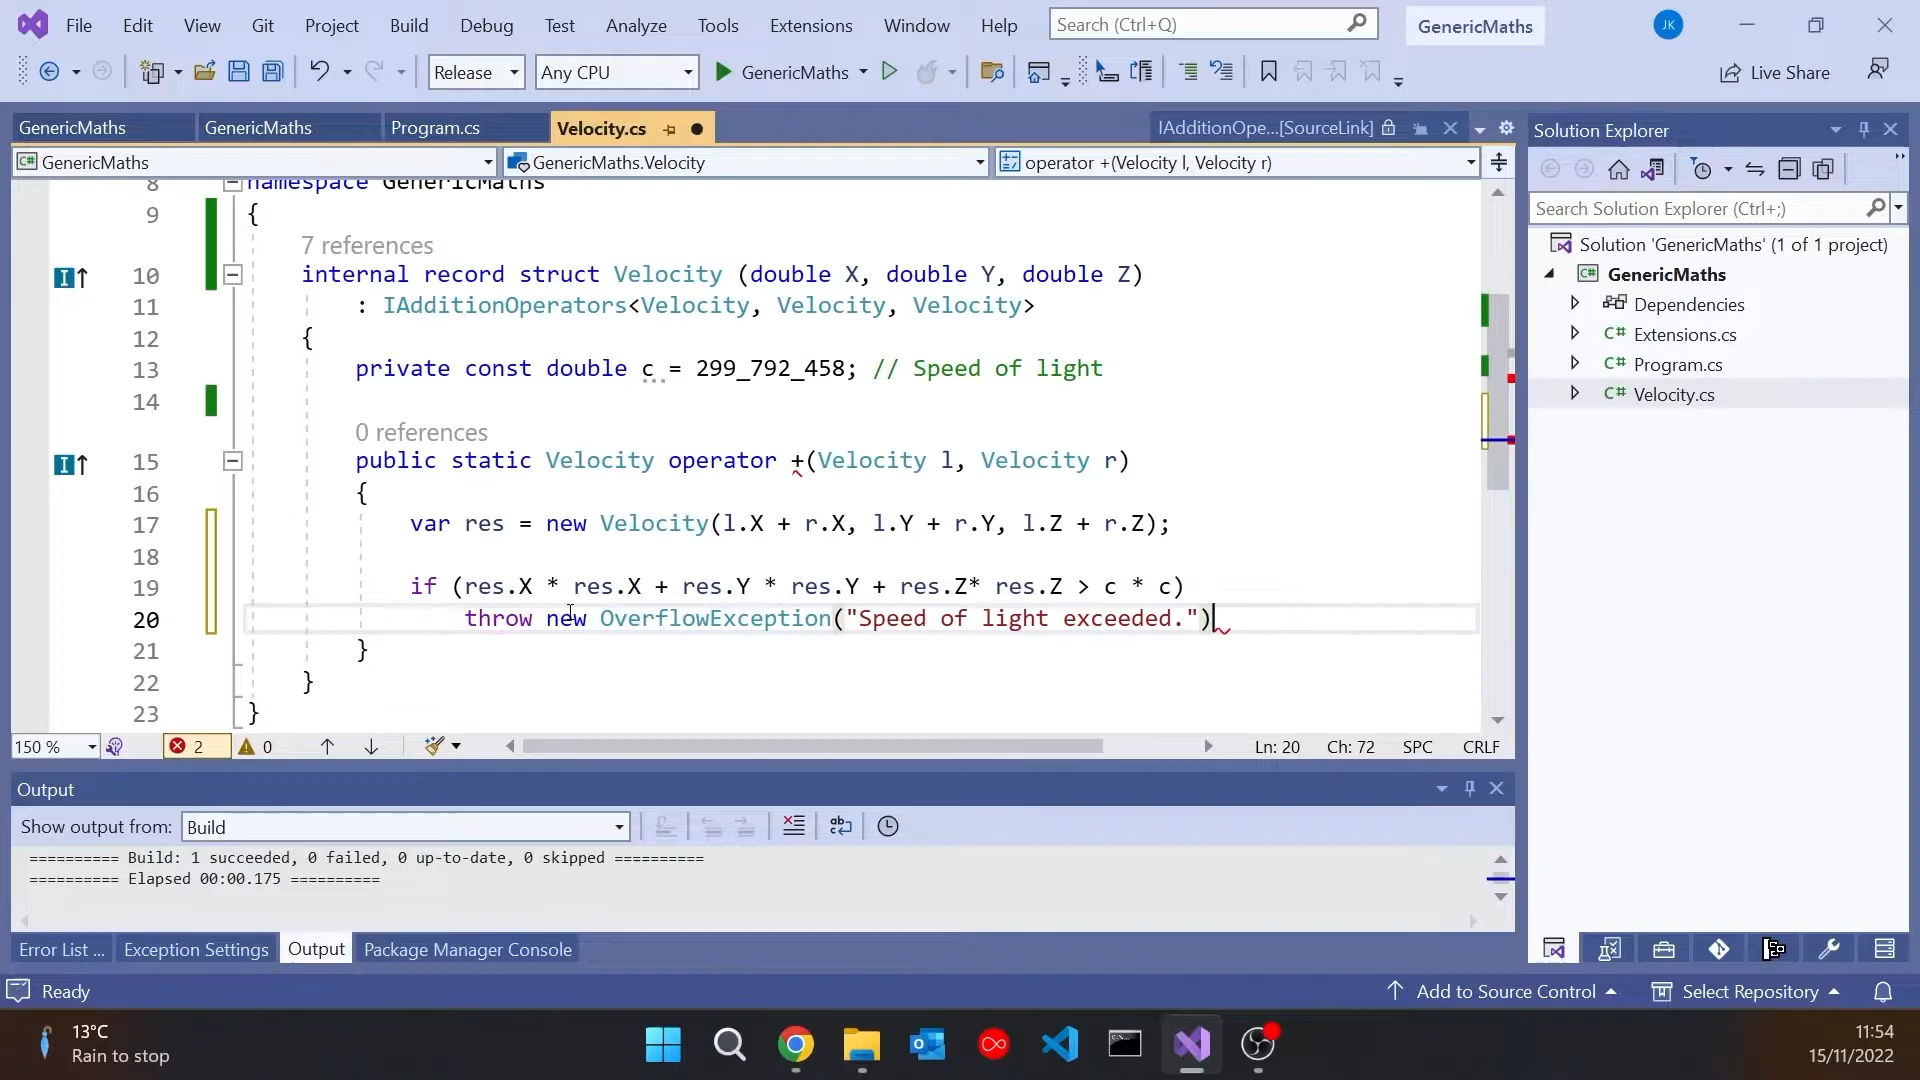 File Edit View Git Project Build Debug Test Analyze Tools Extensions Window Help Search (Ctrl+Q) GenericMaths JK
Release Any CPU GenericMaths Live Share
GenericMaths GenericMaths Program.cs Velocity.cs IAdditionOpe...[SourceLink]
GenericMaths GenericMaths.Velocity operator +(Velocity l, Velocity r)
8 namespace GenericMaths
9 {
7 references
10 internal record struct Velocity (double X, double Y, double Z)
11 : IAdditionOperators<Velocity, Velocity, Velocity>
12 {
13 private const double c = 299_792_458; // Speed of light
14
0 references
15 public static Velocity operator +(Velocity l, Velocity r)
16 {
17 var res = new Velocity(l.X + r.X, l.Y + r.Y, l.Z + r.Z);
18
19 if (res.X * res.X + res.Y * res.Y + res.Z* res.Z > c * c)
20 throw new OverflowException("Speed of light exceeded.")
21 }
22 }
23 }
150 % 2 0 Ln: 20 Ch: 72 SPC CRLF
Output
Show output from: Build
========== Build: 1 succeeded, 0 failed, 0 up-to-date, 0 skipped ==========
========== Elapsed 00:00.175 ==========
Error List ... Exception Settings Output Package Manager Console
Solution Explorer
Search Solution Explorer (Ctrl+;)
Solution 'GenericMaths' (1 of 1 project)
GenericMaths
Dependencies
C# Extensions.cs
C# Program.cs
C# Velocity.cs
Ready Add to Source Control Select Repository
13°C
Rain to stop
11:54
15/11/2022